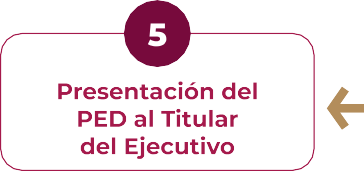 5
Presentación del
PED al Titular
del Ejecutivo